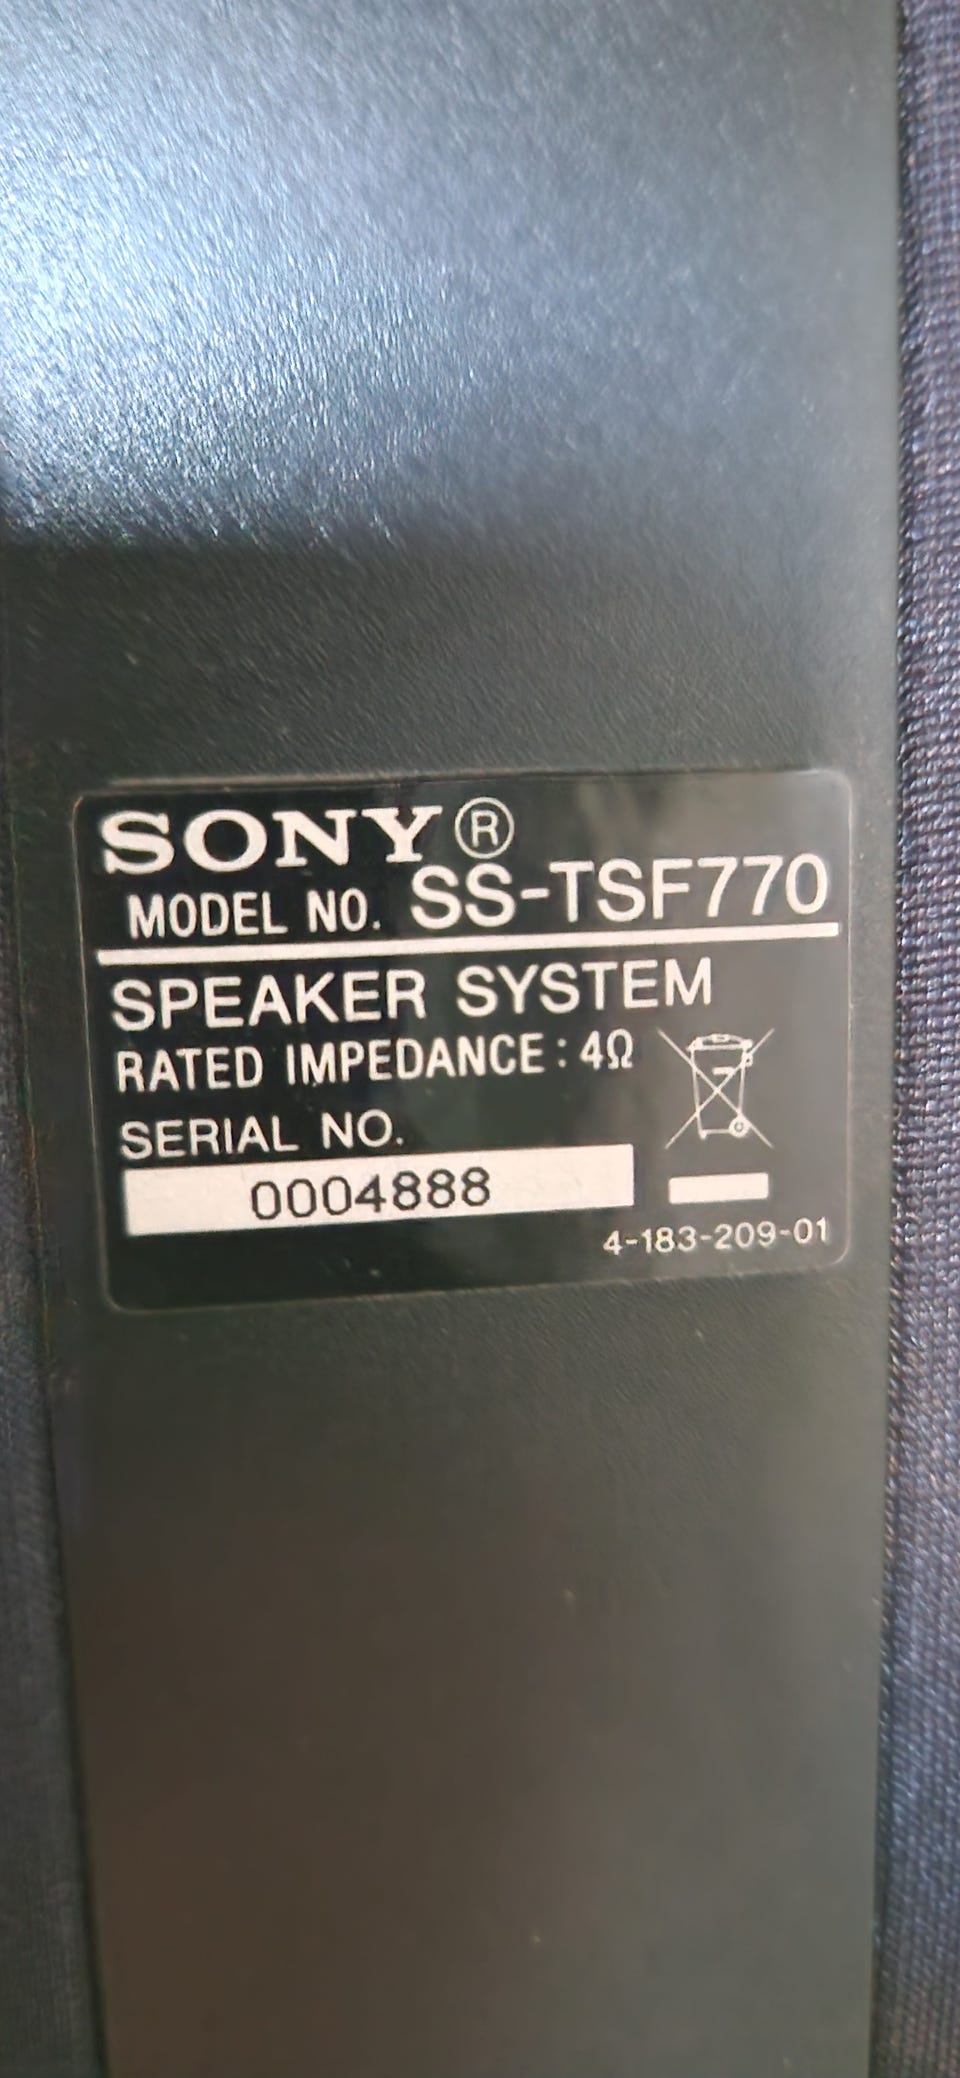 SONY®
MODEL NO. SS-TSF770
SPEAKER SYSTEM
RATED IMPEDANCE : 4Ω
SERIAL NO.
0004888
4-183-209-01